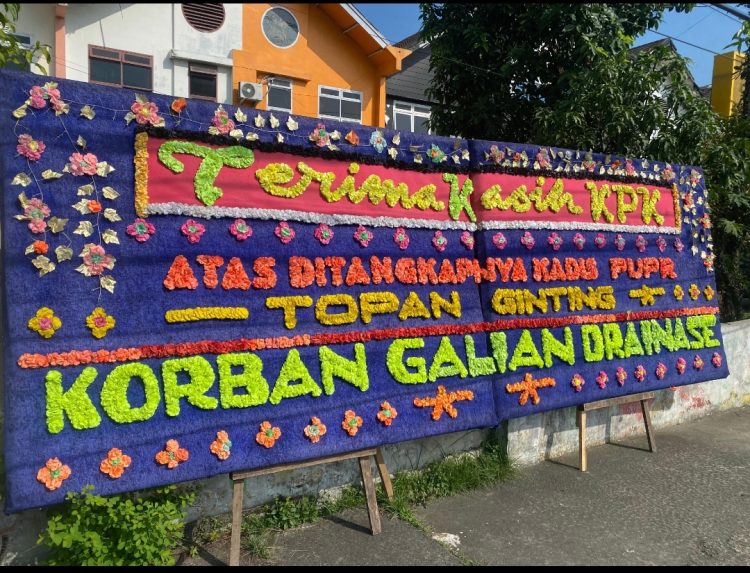 Terima Kasih KPK
ATAS DITANGKAPNYA KADIS PUPR
TOPAN GINTING
KORBAN GALIAN DRAINASE